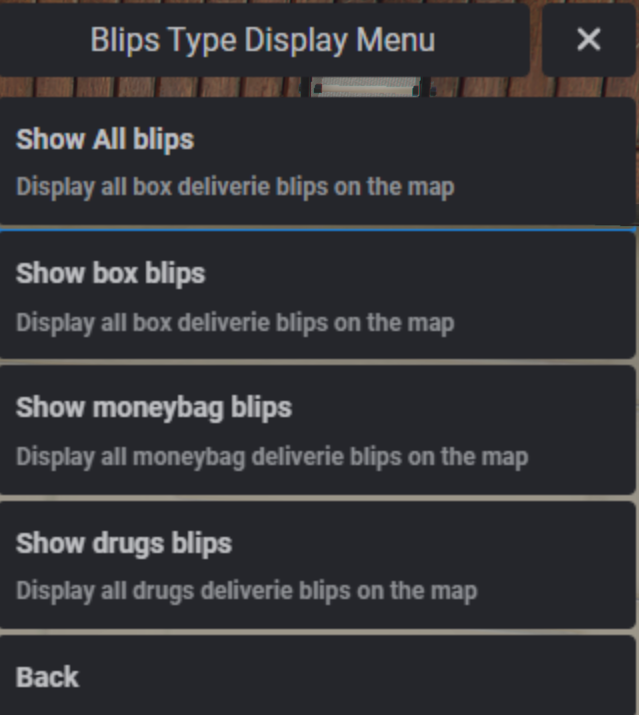 Blips Type Display Menu
Show All blips
Display all box deliverie blips on the map
Show box blips
Display all box deliverie blips on the map
Show moneybag blips
Display all moneybag deliverie blips on the map
Show drugs blips
Display all drugs deliverie blips on the map
Back